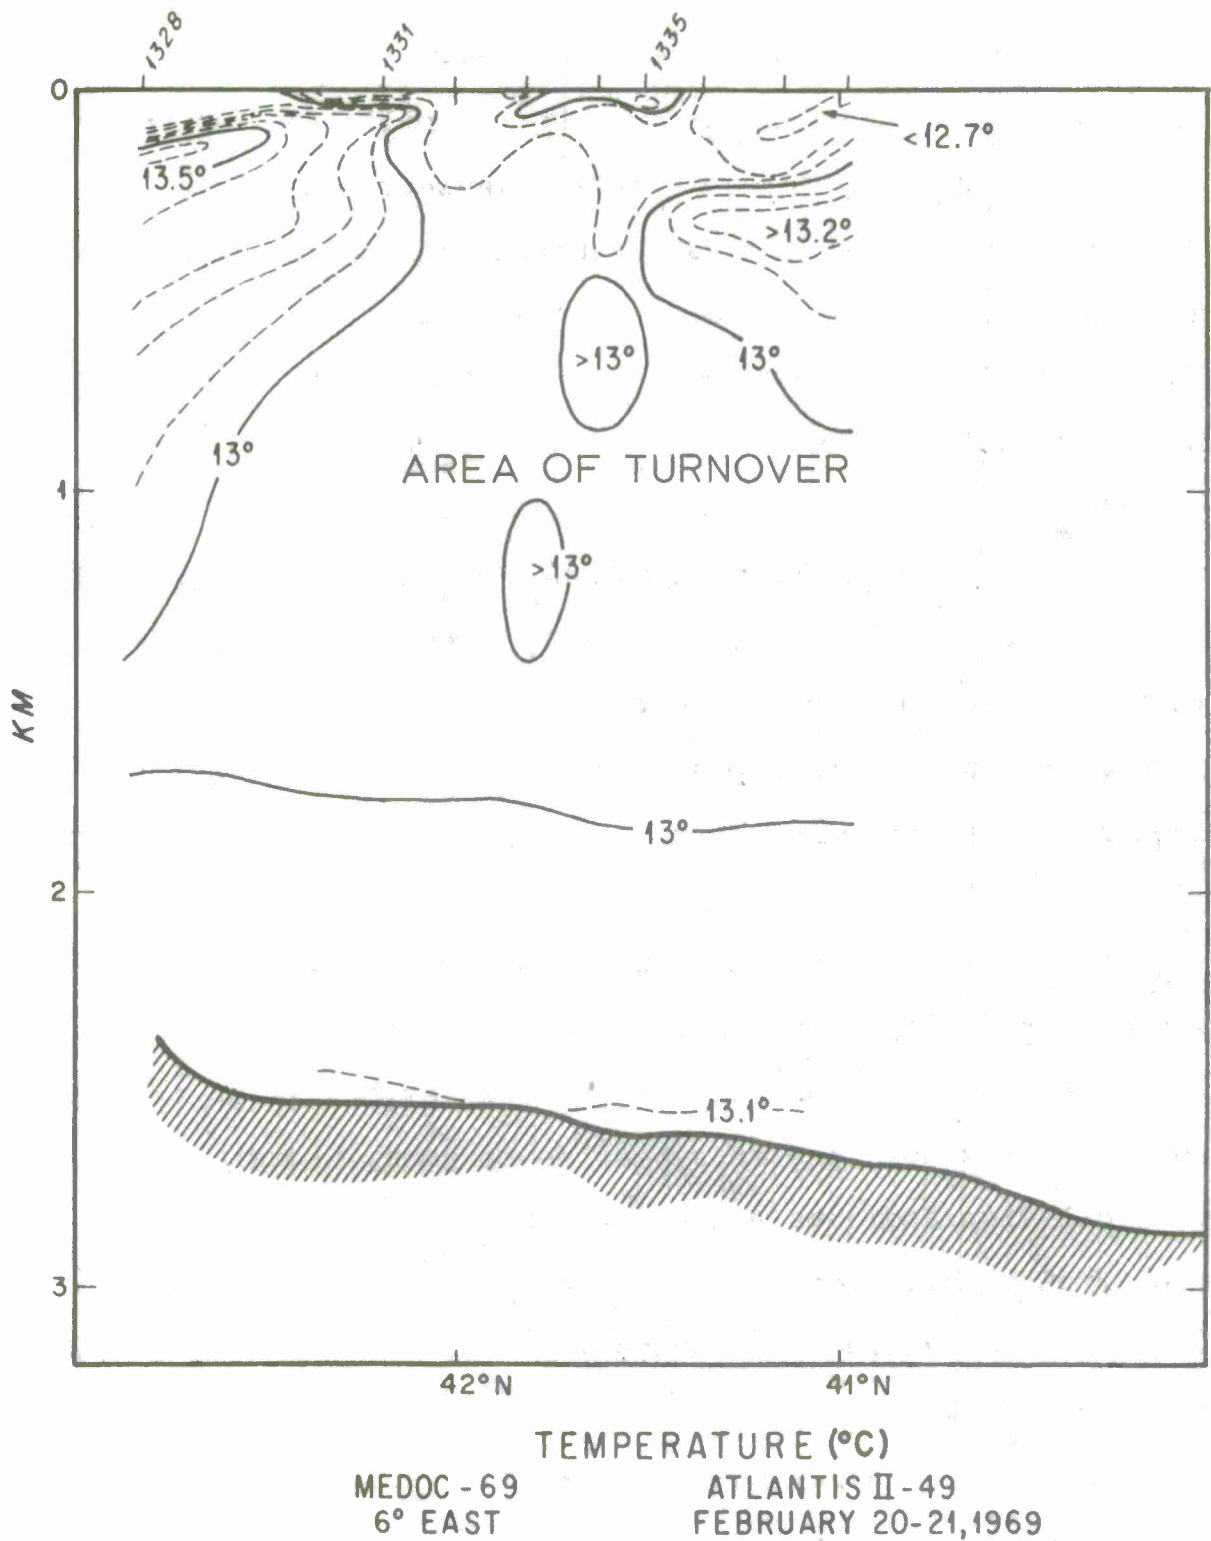 1328 1331 1335
0
<12.7°
13.5°
>13.2°
>13° 13°
13°
AREA OF TURNOVER
1
>13°
KM
13°
2
13.1°
3
42°N 41°N
TEMPERATURE (°C)
MEDOC-69 ATLANTIS II-49
6° EAST FEBRUARY 20-21,1969